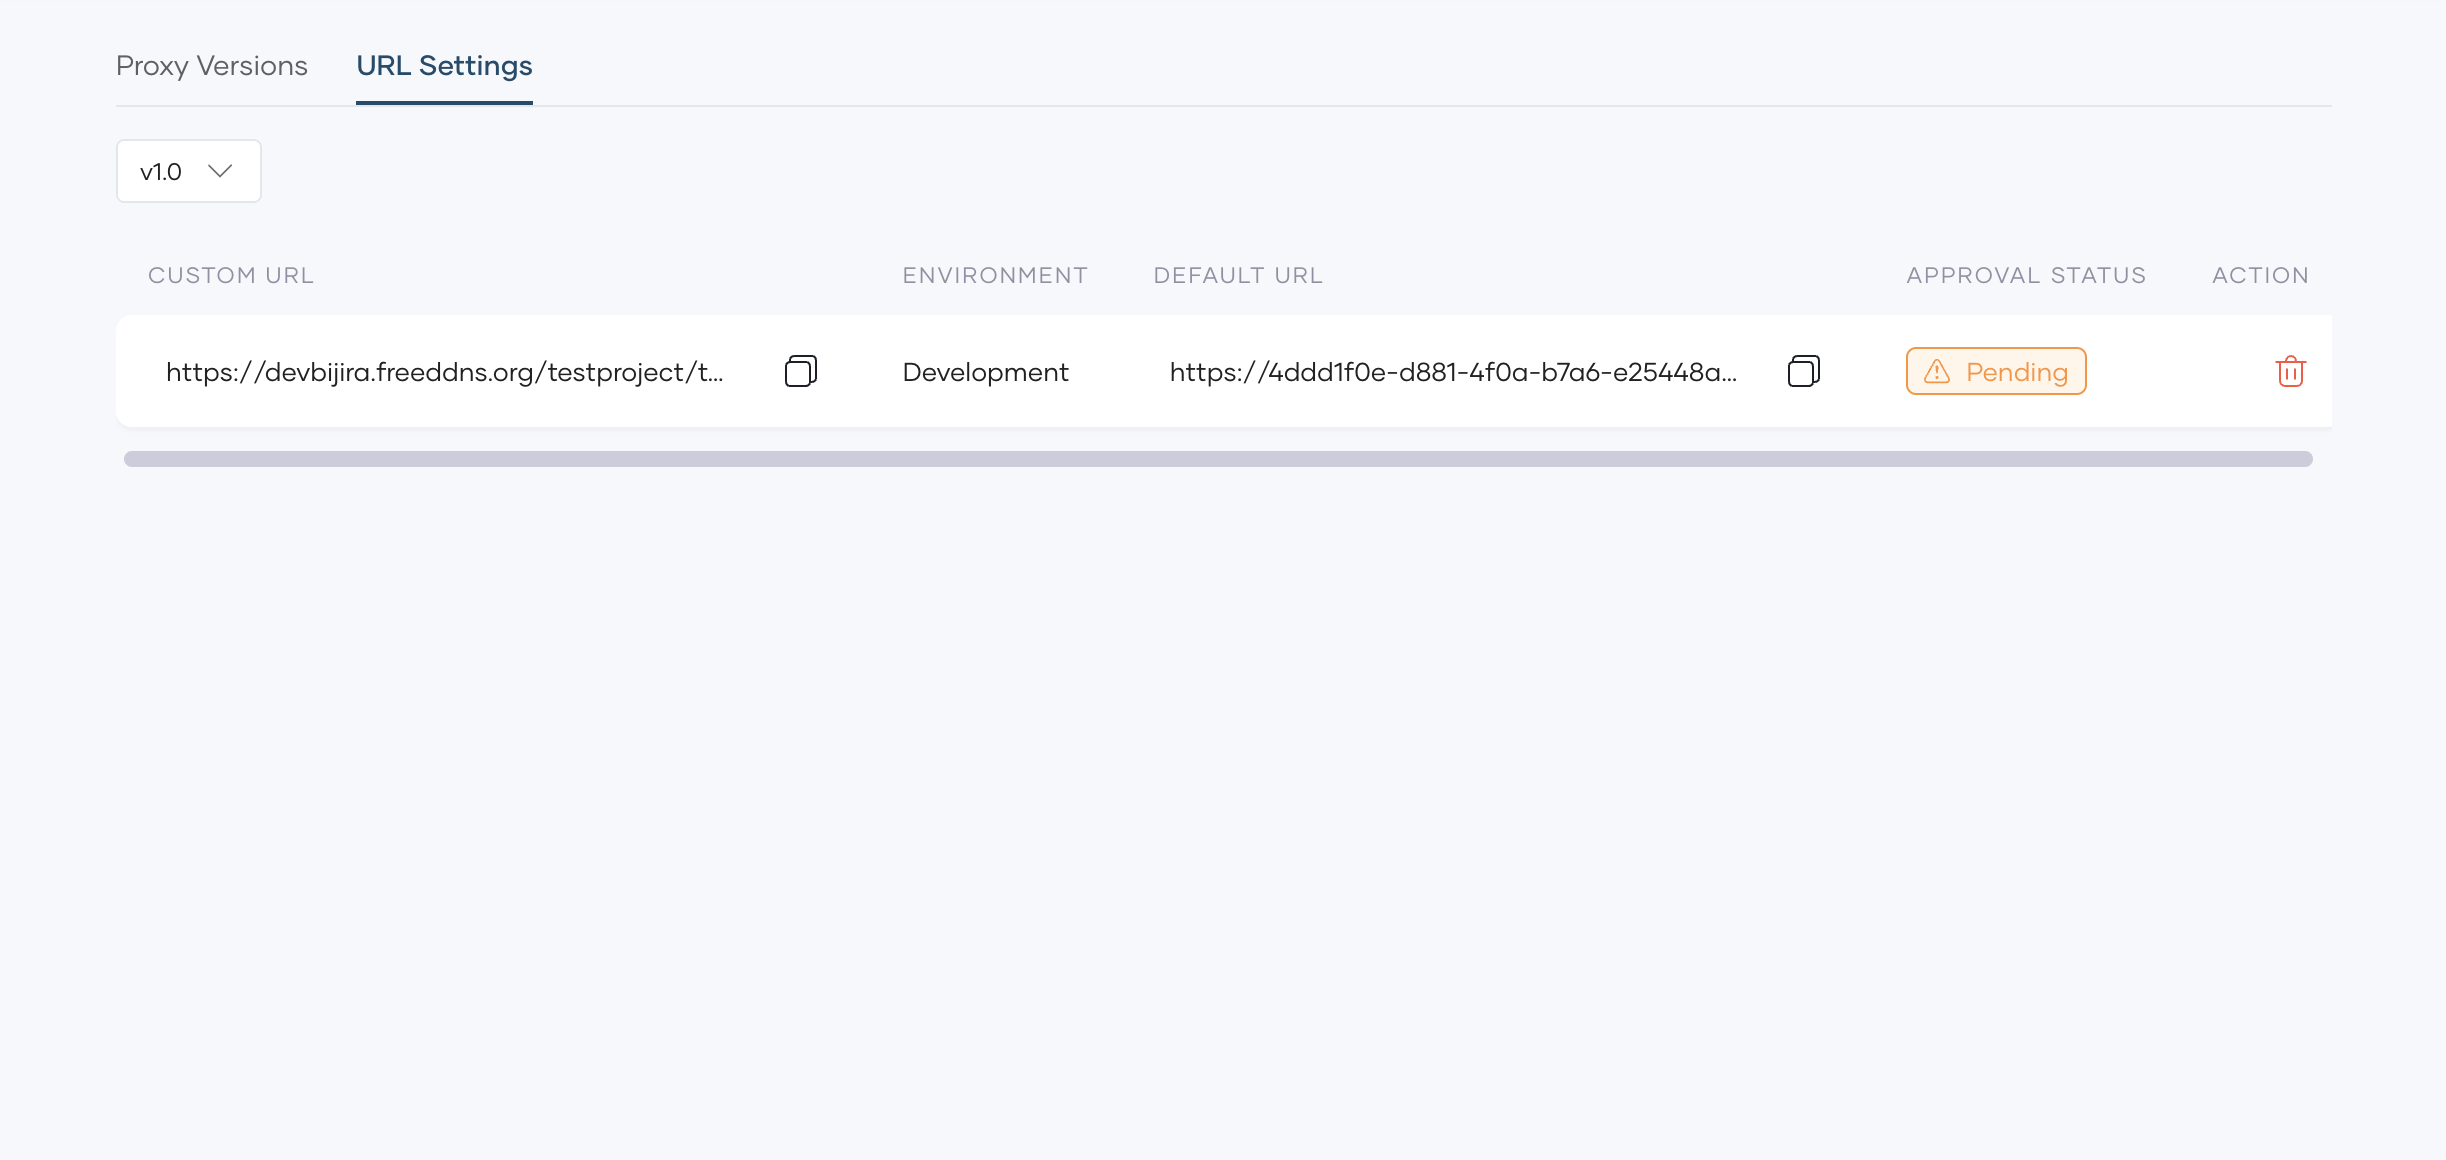 Proxy Versions URL Settings
v1.0
CUSTOM URL ENVIRONMENT DEFAULT URL APPROVAL STATUS ACTION
https://devbijira.freeddns.org/testproject/t... Development https://4ddd1f0e-d881-4f0a-b7a6-e25448a... Pending